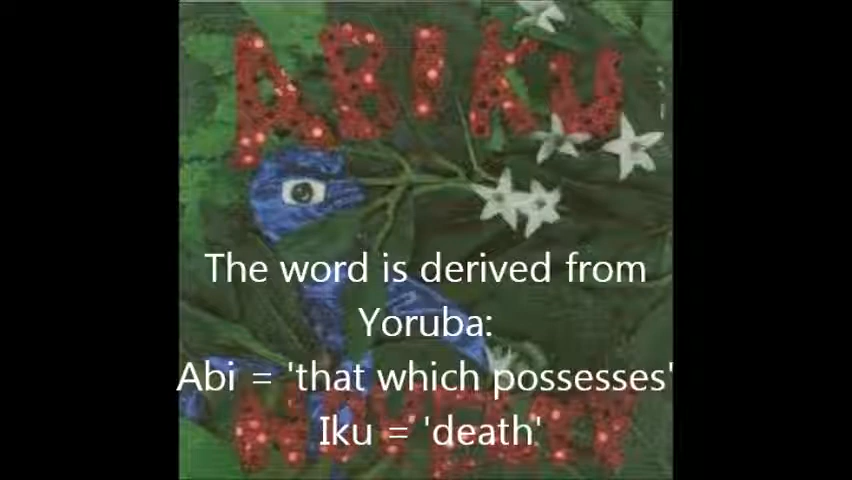 ABIKU
The word is derived from
Yoruba:
Abi = 'that which possesses'
Iku = 'death'